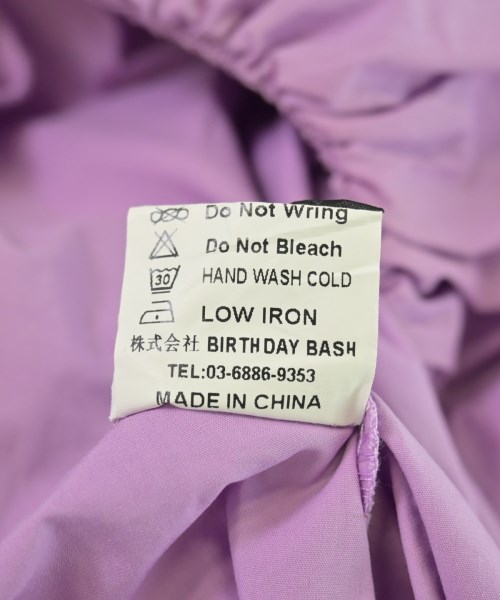 Do Not Wring
Do Not Bleach
30 HAND WASH COLD
LOW IRON
株式会社 BIRTHDAY BASH
TEL:03-6886-9353
MADE IN CHINA